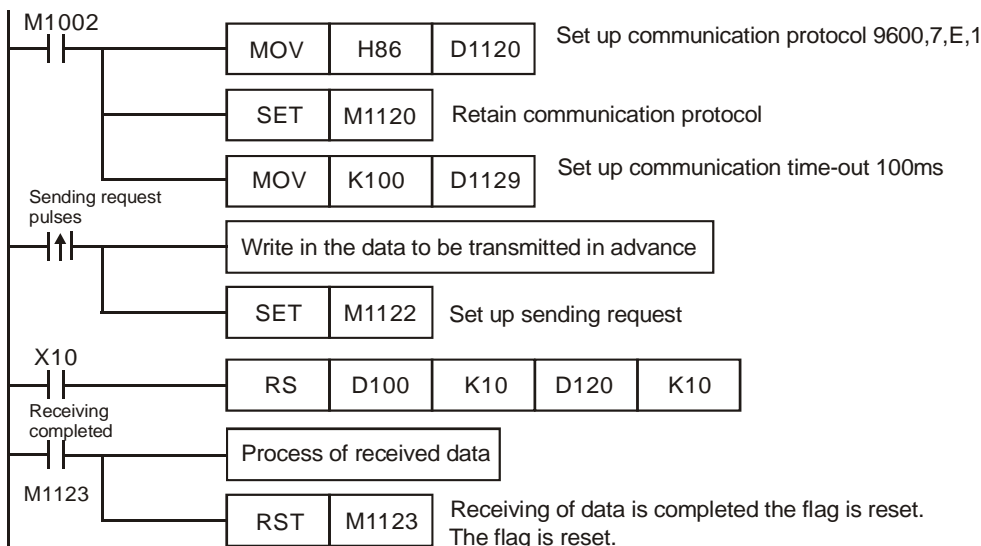 M1002
MOV H86 D1120 Set up communication protocol 9600,7,E,1
SET M1120 Retain communication protocol
MOV K100 D1129 Set up communication time-out 100ms
Sending request
pulses
Write in the data to be transmitted in advance
SET M1122 Set up sending request
X10
RS D100 K10 D120 K10
Receiving
completed
Process of received data
M1123
RST M1123 Receiving of data is completed the flag is reset.
The flag is reset.